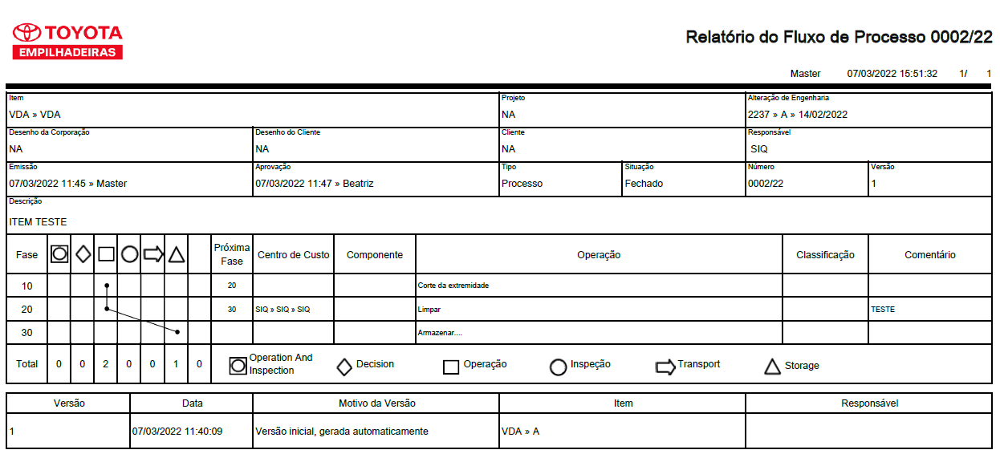 TOYOTA
EMPILHADEIRAS
Relatório do Fluxo de Processo 0002/22
Master 07/03/2022 15:51:32 1/ 1
Item Projeto Alteração de Engenharia
VDA » VDA NA 2237 » A » 14/02/2022
Desenho da Corporação Desenho do Cliente Cliente Responsável
NA NA NA SIQ
Emissão Aprovação Tipo Situação Número Versão
07/03/2022 11:45 » Master 07/03/2022 11:47 » Beatriz Processo Fechado 0002/22 1
Descrição
ITEM TESTE
Fase Próxima Fase Centro de Custo Componente Operação Classificação Comentário
10 20 Corte da extremidade
20 30 SIQ » SIQ » SIQ Limpar TESTE
30 Armazenar....
Total 0 0 2 0 0 1 0 Operation And Inspection Decision Operação Inspeção Transport Storage
Versão Data Motivo da Versão Item Responsável
1 07/03/2022 11:40:09 Versão inicial, gerada automaticamente VDA » A